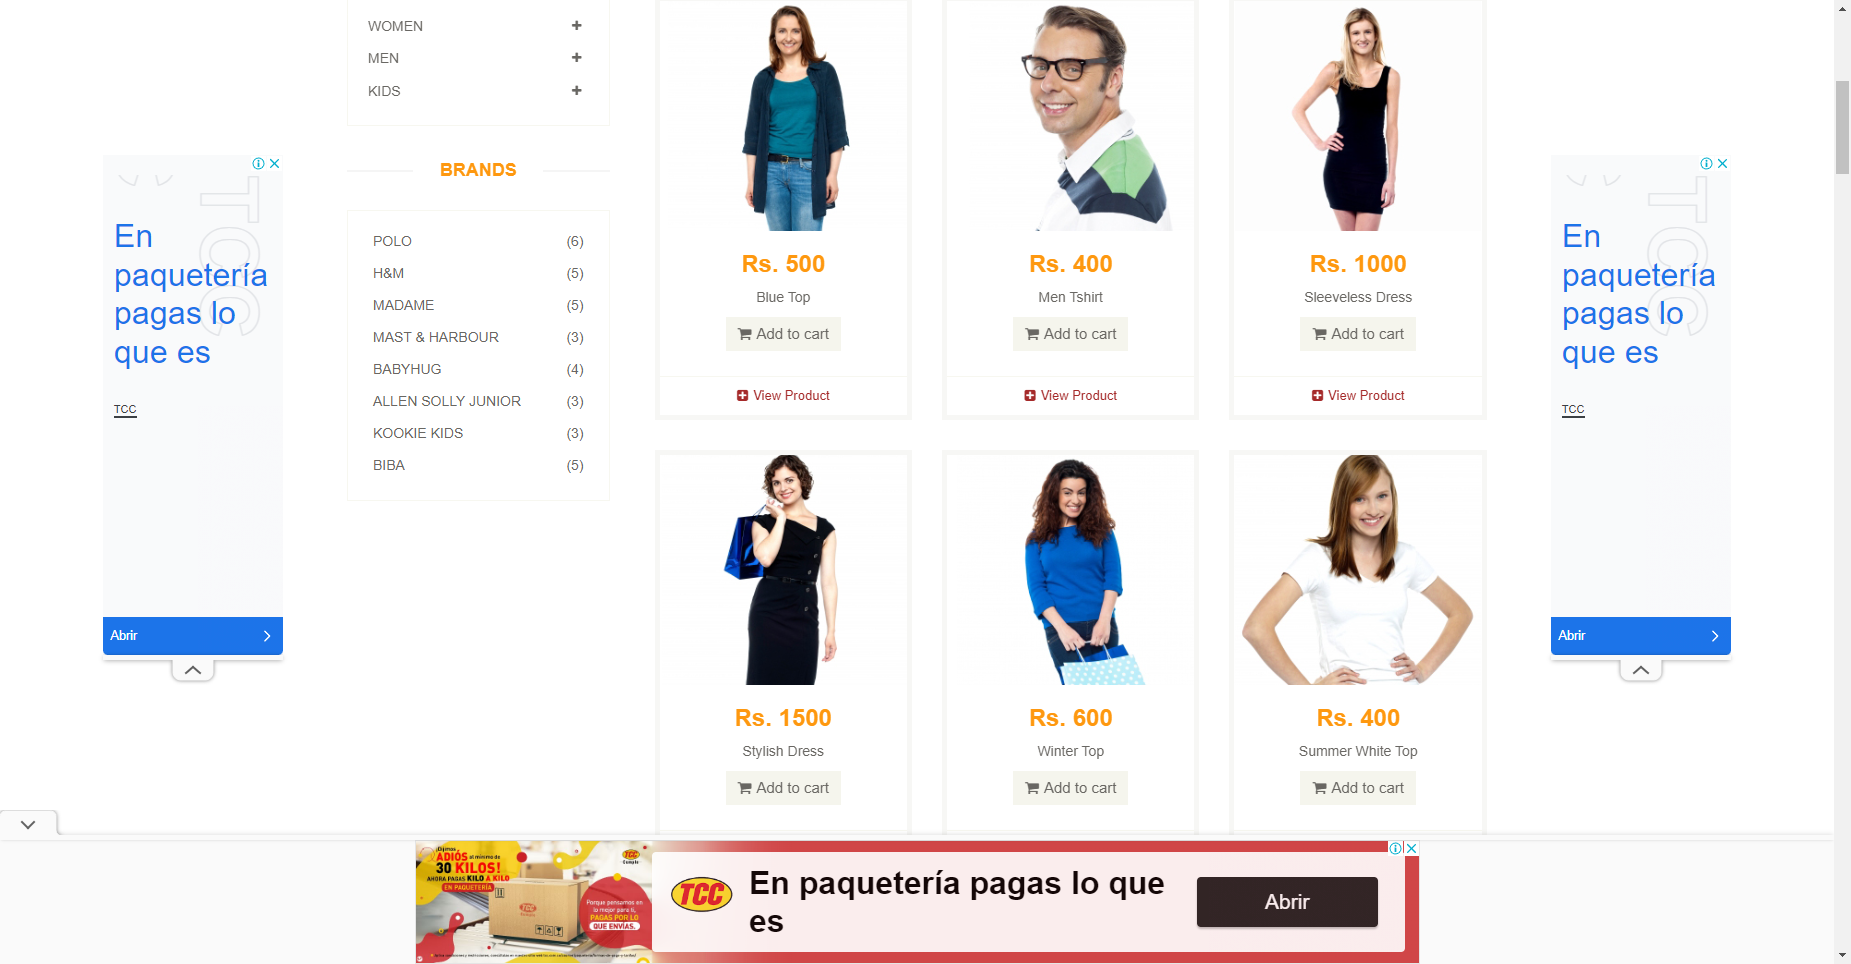 WOMEN
MEN
KIDS
BRANDS
POLO (6)
H&M (5)
MADAME (5)
MAST & HARBOUR (3)
BABYHUG (4)
ALLEN SOLLY JUNIOR (3)
KOOKIE KIDS (3)
BIBA (5)
Rs. 500
Blue Top
Add to cart
View Product
Rs. 400
Men Tshirt
Add to cart
View Product
Rs. 1000
Sleeveless Dress
Add to cart
View Product
Rs. 1500
Stylish Dress
Add to cart
Rs. 600
Winter Top
Add to cart
Rs. 400
Summer White Top
Add to cart
TCC
En
paquetería
pagas lo
que es
TCC
Abrir
TCC
En
paquetería
pagas lo
que es
TCC
Abrir
¡Dijimos
ADIÓS al mínimo de
30 KILOS!
AHORA PAGAS KILO A KILO
EN PAQUETERÍA
TCC
Cumple
TCC
Porque pensamos en
lo mejor para ti,
PAGAS POR LO
QUE ENVÍAS.
TCC
En paquetería pagas lo que
es
Abrir